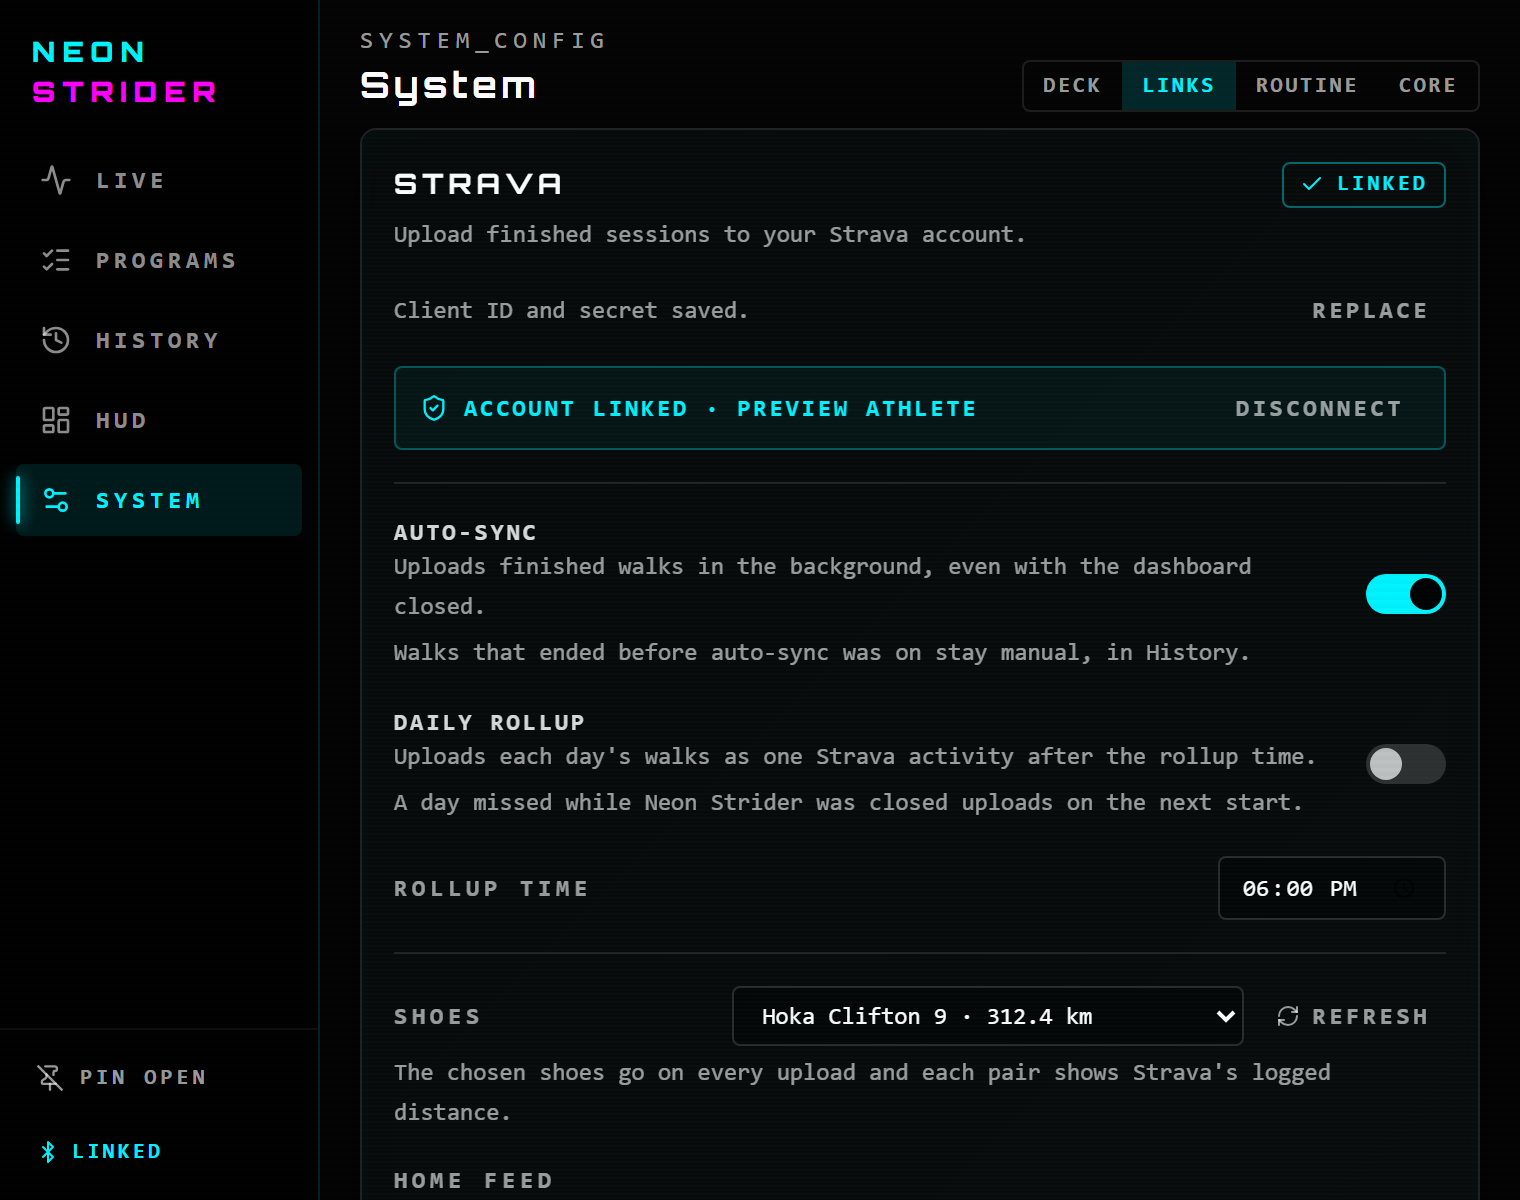 NEON
STRIDER
LIVE
PROGRAMS
HISTORY
HUD
SYSTEM
PIN OPEN
LINKED
SYSTEM_CONFIG
System
DECK LINKS ROUTINE CORE
STRAVA
LINKED
Upload finished sessions to your Strava account.
Client ID and secret saved.
REPLACE
ACCOUNT LINKED · PREVIEW ATHLETE
DISCONNECT
AUTO-SYNC
Uploads finished walks in the background, even with the dashboard
closed.
Walks that ended before auto-sync was on stay manual, in History.
DAILY ROLLUP
Uploads each day's walks as one Strava activity after the rollup time.
A day missed while Neon Strider was closed uploads on the next start.
ROLLUP TIME
06:00 PM
SHOES
Hoka Clifton 9 · 312.4 km
REFRESH
The chosen shoes go on every upload and each pair shows Strava's logged
distance.
HOME FEED